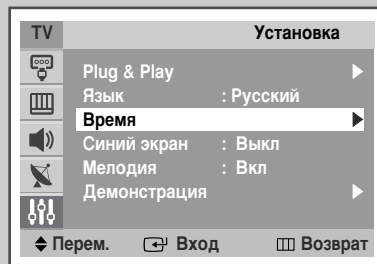 TV Установка
Plug & Play
Язык : Русский
Время
Синий экран : Выкл
Мелодия : Вкл
Демонстрация
Перем. Вход Возврат